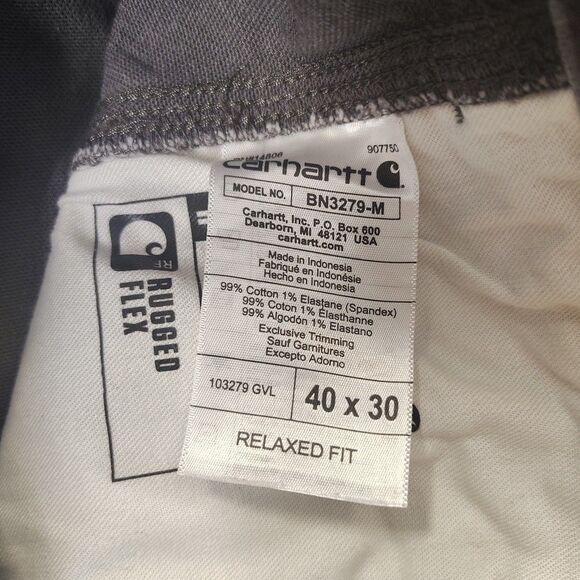 907750
carhartt
MODEL NO. BN3279-M
Carhartt, Inc. P.O. Box 600
Dearborn, MI 48121 USA
carhartt.com
Made in Indonesia
Fabriqué en Indonésie
Hecho en Indonesia
99% Cotton 1% Elastane (Spandex)
99% Coton 1% Élasthanne
99% Algodón 1% Elastano
Exclusive Trimming
Sauf Garnitures
Excepto Adorno
103279 GVL
40 x 30
RELAXED FIT
RF
RUGGED
FLEX